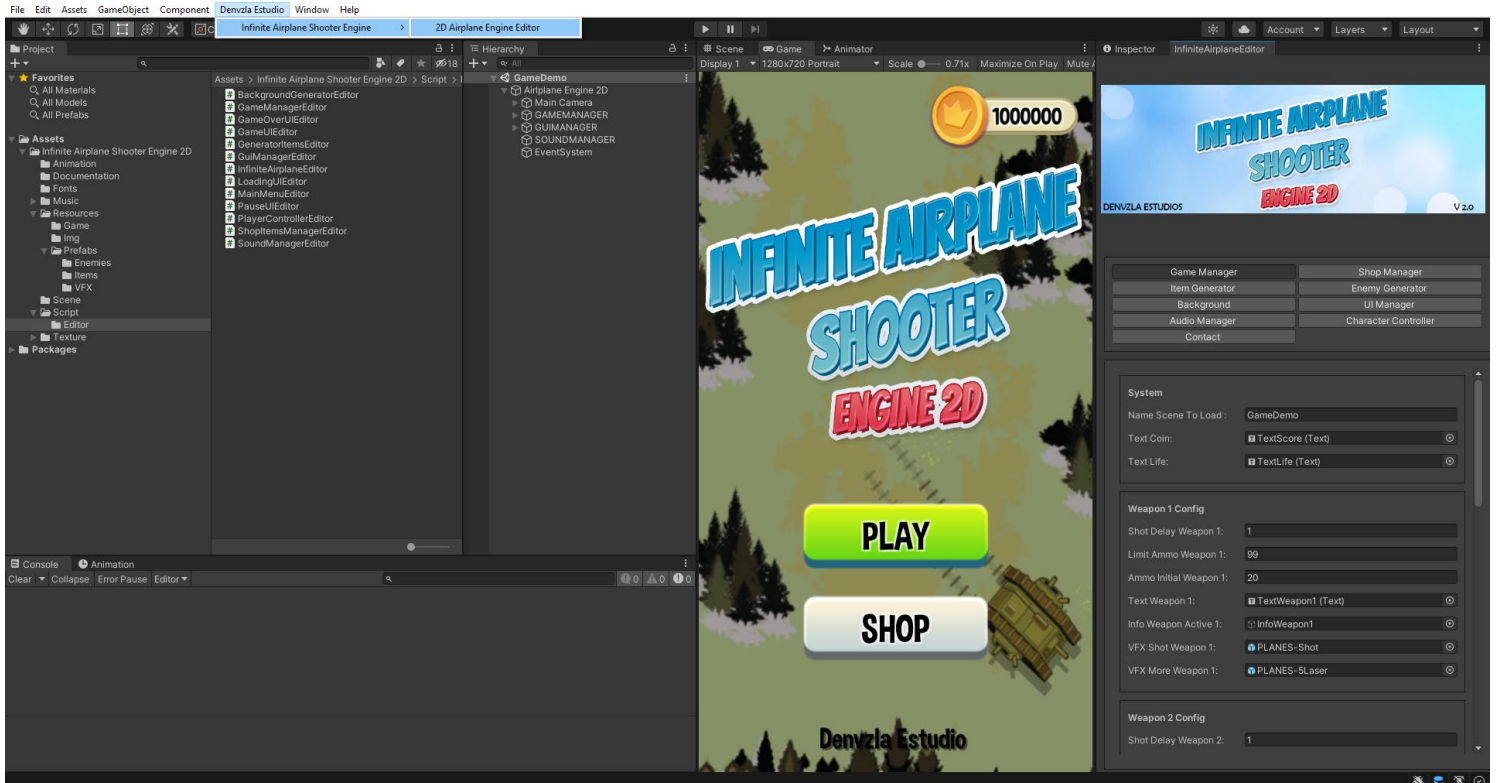 File Edit Assets GameObject Component Denvzla Estudio Window Help
Infinite Airplane Shooter Engine > 2D Airplane Engine Editor
Account Layers Layout
Project
Favorites
All Materials
All Models
All Prefabs
Assets
Infinite Airplane Shooter Engine 2D
Animation
Documentation
Fonts
Music
Resources
Game
Img
Prefabs
Enemies
Items
VFX
Scene
Script
Editor
Texture
Packages
18
Assets > Infinite Airplane Shooter Engine 2D > Script >
BackgroundGeneratorEditor
GameManagerEditor
GameOverUIEditor
GameUIEditor
GeneratorItemsEditor
GuiManagerEditor
InfiniteAirplaneEditor
LoadingUIEditor
MainMenuEditor
PauseUIEditor
PlayerControllerEditor
ShopItemsManagerEditor
SoundManagerEditor
Hierarchy
All
GameDemo
Airlplane Engine 2D
Main Camera
GAMEMANAGER
GUIMANAGER
SOUNDMANAGER
EventSystem
Console Animation
Clear Collapse Error Pause Editor
0 0 0
Scene Game Animator
Display 1 1280x720 Portrait Scale 0.71x Maximize On Play Mute
1000000
INFINITE AIRPLANE
SHOOTER
ENGINE 2D
PLAY
SHOP
Denvzla Estudio
Inspector InfiniteAirplaneEditor
INFINITE AIRPLANE
SHOOTER
ENGINE 2D
DENVZLA ESTUDIOS V 2.0
Game Manager Shop Manager
Item Generator Enemy Generator
Background UI Manager
Audio Manager Character Controller
Contact
System
Name Scene To Load : GameDemo
Text Coin: TextScore (Text)
Text Life: TextLife (Text)
Weapon 1 Config
Shot Delay Weapon 1: 1
Limit Ammo Weapon 1: 99
Ammo Initial Weapon 1: 20
Text Weapon 1: TextWeapon1 (Text)
Info Weapon Active 1: InfoWeapon1
VFX Shot Weapon 1: PLANES-Shot
VFX More Weapon 1: PLANES-5Laser
Weapon 2 Config
Shot Delay Weapon 2: 1